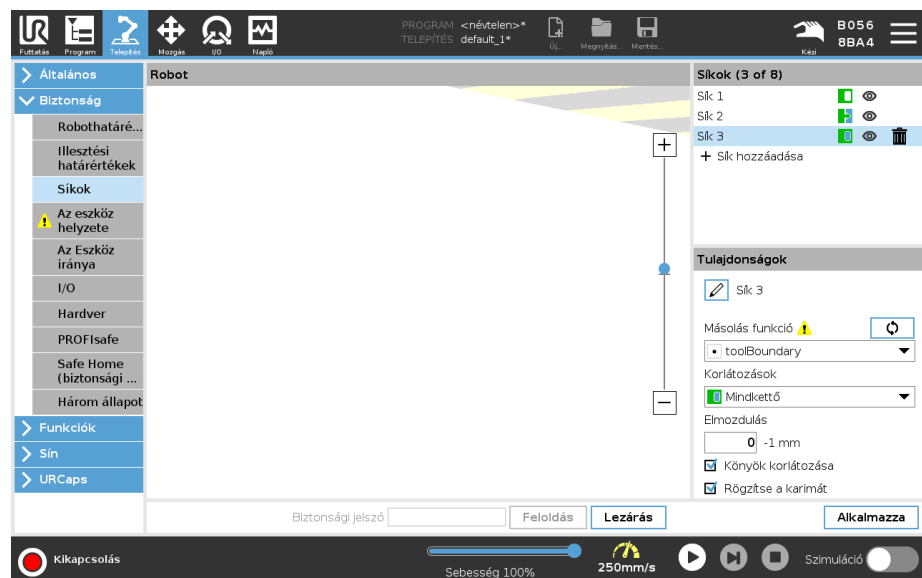 PROGRAM <névtelen>*
TELEPÍTÉS default_1*
Futtatás Program Telepítés Mozgás I/O Napló
Új... Megnyitás... Mentés...
Kézi
B056
8BA4
Általános
Biztonság
Robothatáré...
Illesztési
határértékek
Síkok
Az eszköz
helyzete
Az Eszköz
iránya
I/O
Hardver
PROFIsafe
Safe Home
(biztonsági ...
Három állapot
Funkciók
Sín
URCaps
Robot
Síkok (3 of 8)
Sík 1
Sík 2
Sík 3
+ Sík hozzáadása
Tulajdonságok
Sík 3
Másolás funkció
toolBoundary
Korlátozások
Mindkettő
Elmozdulás
0 -1 mm
Könyök korlátozása
Rögzítse a karimát
Biztonsági jelszó Feloldás Lezárás Alkalmazza
Kikapcsolás
Sebesség 100%
250mm/s
Szimuláció